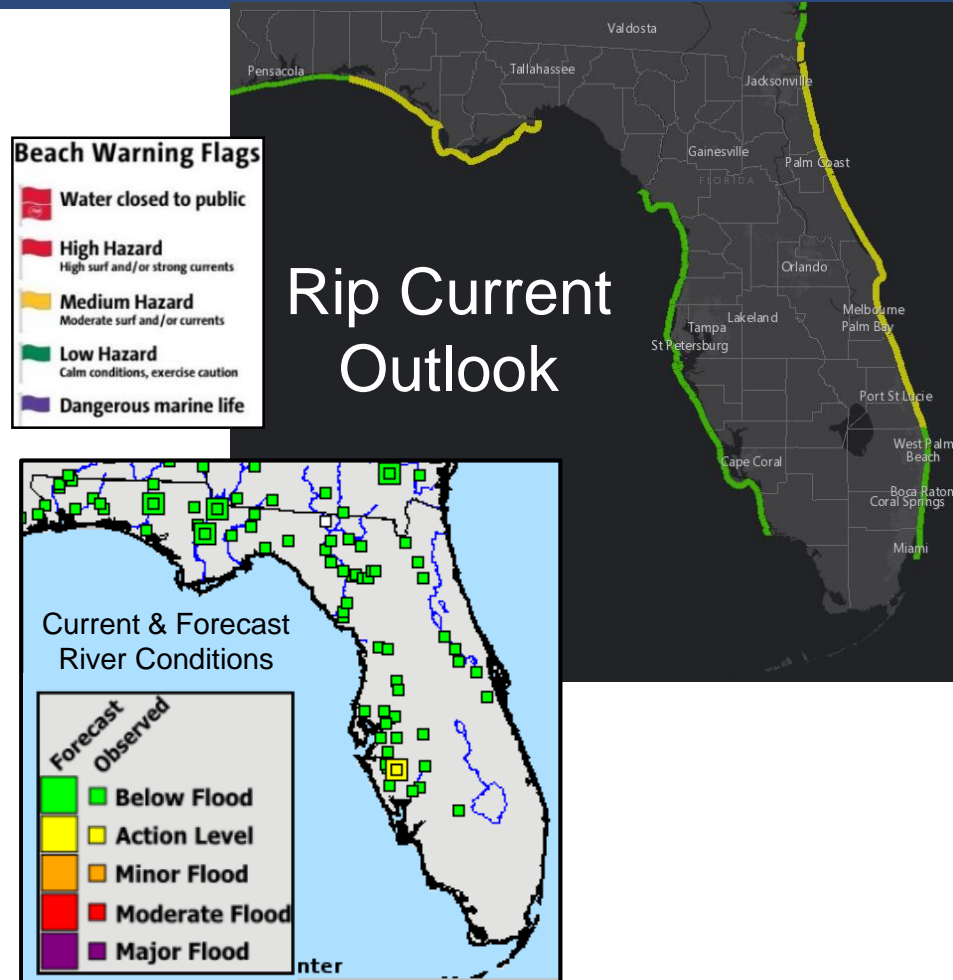 Valdosta
Pensacola
Tallahassee
Jacksonville
Gainesville
Palm Coast
FLORIDA
Orlando
Melbourne
Palm Bay
Lakeland
Tampa
St Petersburg
Port St Lucie
West Palm
Beach
Cape Coral
Boca Raton
Coral Springs
Miami
Rip Current
Outlook
Beach Warning Flags
Water closed to public
High Hazard
High surf and/or strong currents
Medium Hazard
Moderate surf and/or currents
Low Hazard
Calm conditions, exercise caution
Dangerous marine life
Current & Forecast
River Conditions
Forecast
Observed
Below Flood
Action Level
Minor Flood
Moderate Flood
Major Flood
nter